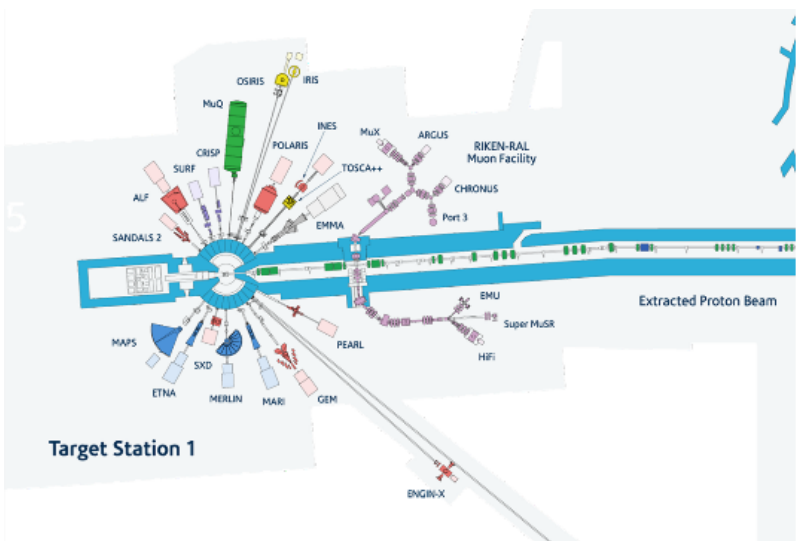 OSIRIS
IRIS
MuQ
INES
POLARIS
MuX
ARGUS
CRISP
RIKEN-RAL
Muon Facility
SURF
TOSCA++
ALF
CHRONUS
5
EMMA
Port 3
SANDALS 2
EMU
Extracted Proton Beam
Super MuSR
MAPS
PEARL
HiFi
SXD
ETNA
MERLIN
MARI
GEM
Target Station 1
ENGIN-X